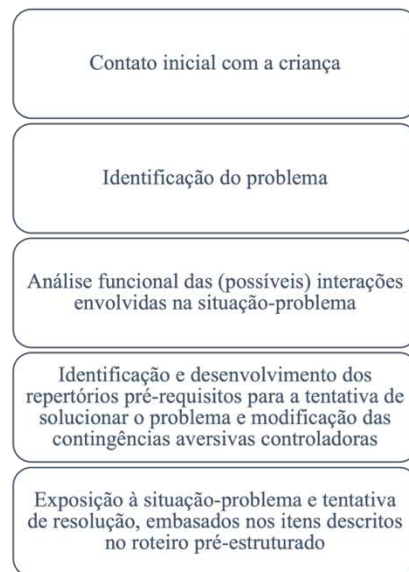 Contato inicial com a criança
Identificação do problema
Análise funcional das (possíveis) interações
envolvidas na situação-problema
Identificação e desenvolvimento dos
repertórios pré-requisitos para a tentativa de
solucionar o problema e modificação das
contingências aversivas controladoras
Exposição à situação-problema e tentativa
de resolução, embasados nos itens descritos
no roteiro pré-estruturado